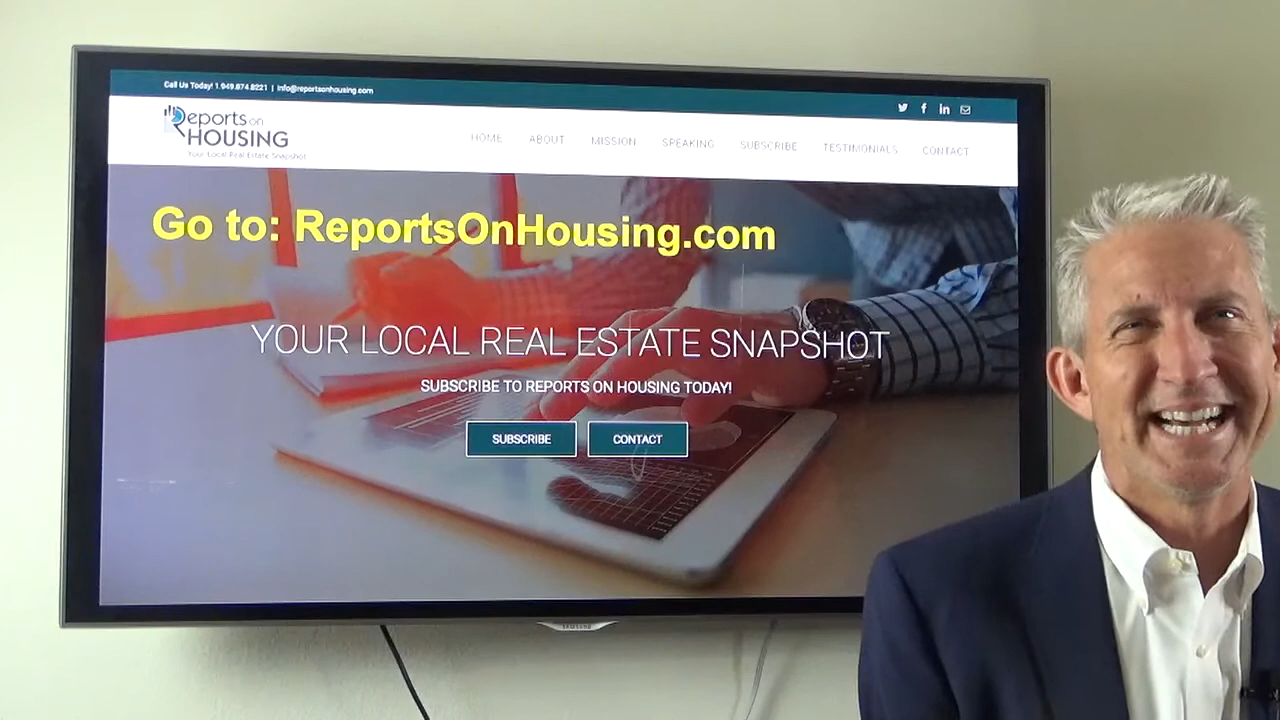 Call Us Today! 1.949.874.8221 | info@reportsonhousing.com
Reports on
HOUSING
Your Local Real Estate Snapshot
HOME ABOUT MISSION SPEAKING SUBSCRIBE TESTIMONIALS CONTACT
Go to: ReportsOnHousing.com
YOUR LOCAL REAL ESTATE SNAPSHOT
SUBSCRIBE TO REPORTS ON HOUSING TODAY!
SUBSCRIBE CONTACT
SAMSUNG